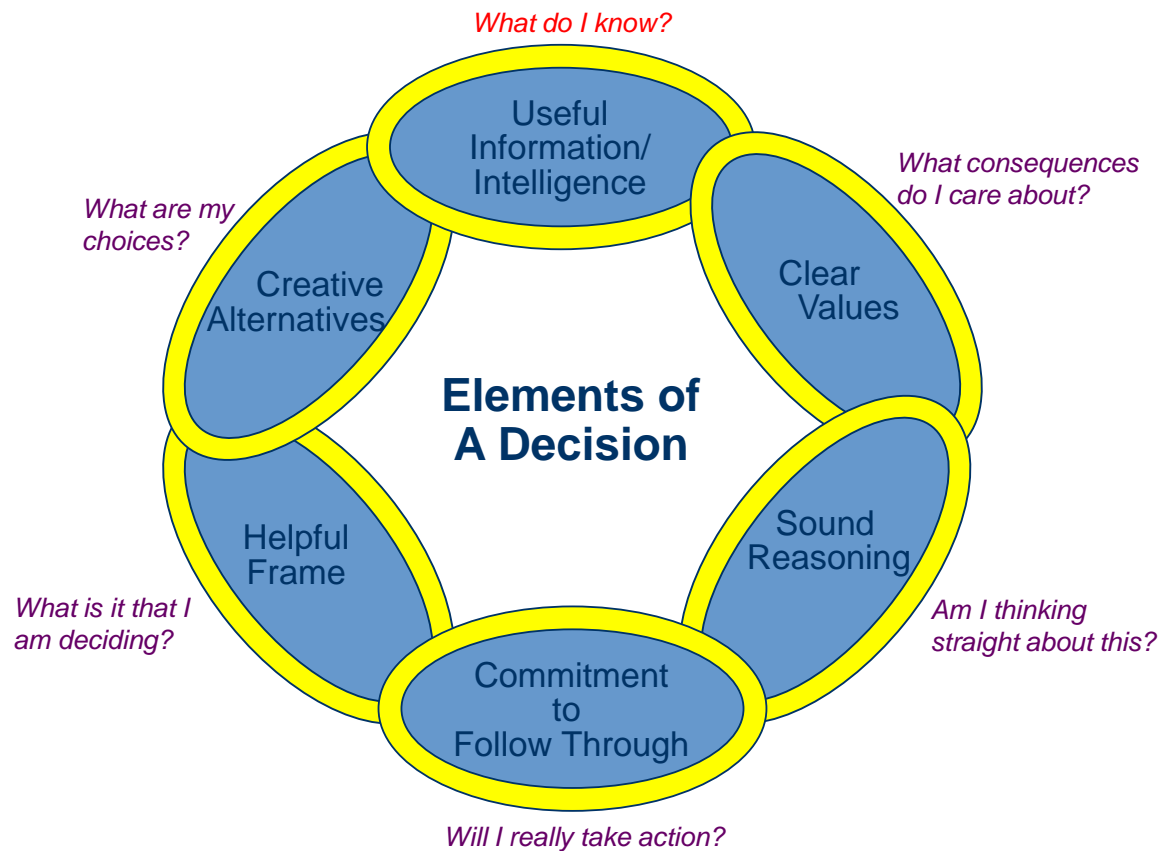 What do I know?
Useful
Information/
Intelligence
What consequences
do I care about?
What are my
choices?
Creative
Alternatives
Clear
Values
Elements of
A Decision
Helpful
Frame
Sound
Reasoning
What is it that I
am deciding?
Am I thinking
straight about this?
Commitment
to
Follow Through
Will I really take action?